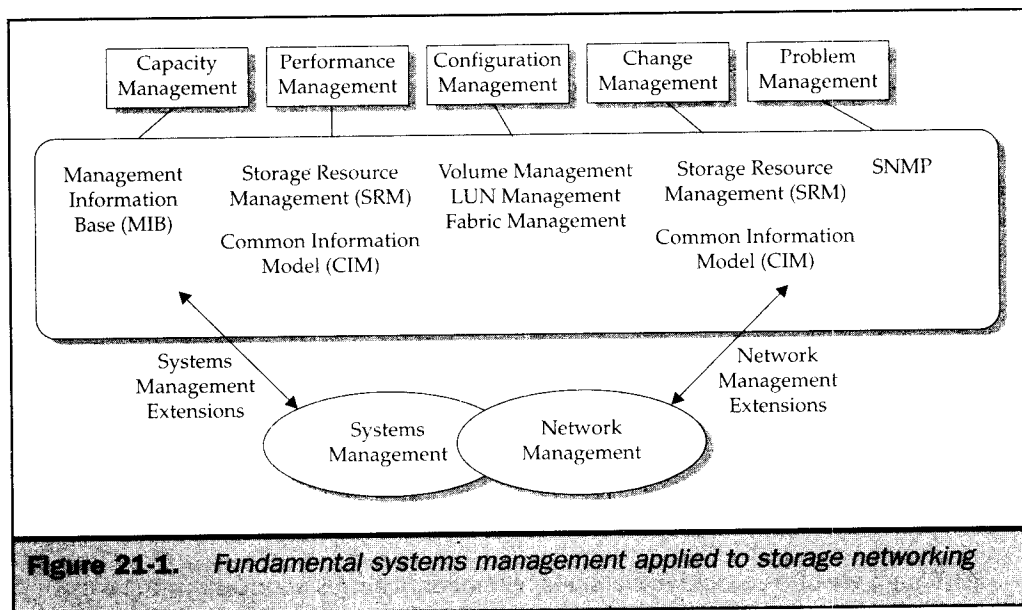 Capacity
Management
Performance
Management
Configuration
Management
Change
Management
Problem
Management
Management
Information
Base (MIB)
Storage Resource
Management (SRM)
Common Information
Model (CIM)
Volume Management
LUN Management
Fabric Management
Storage Resource
Management (SRM)
Common Information
Model (CIM)
SNMP
Systems
Management
Extensions
Network
Management
Extensions
Systems
Management
Network
Management
Figure 21-1. Fundamental systems management applied to storage networking